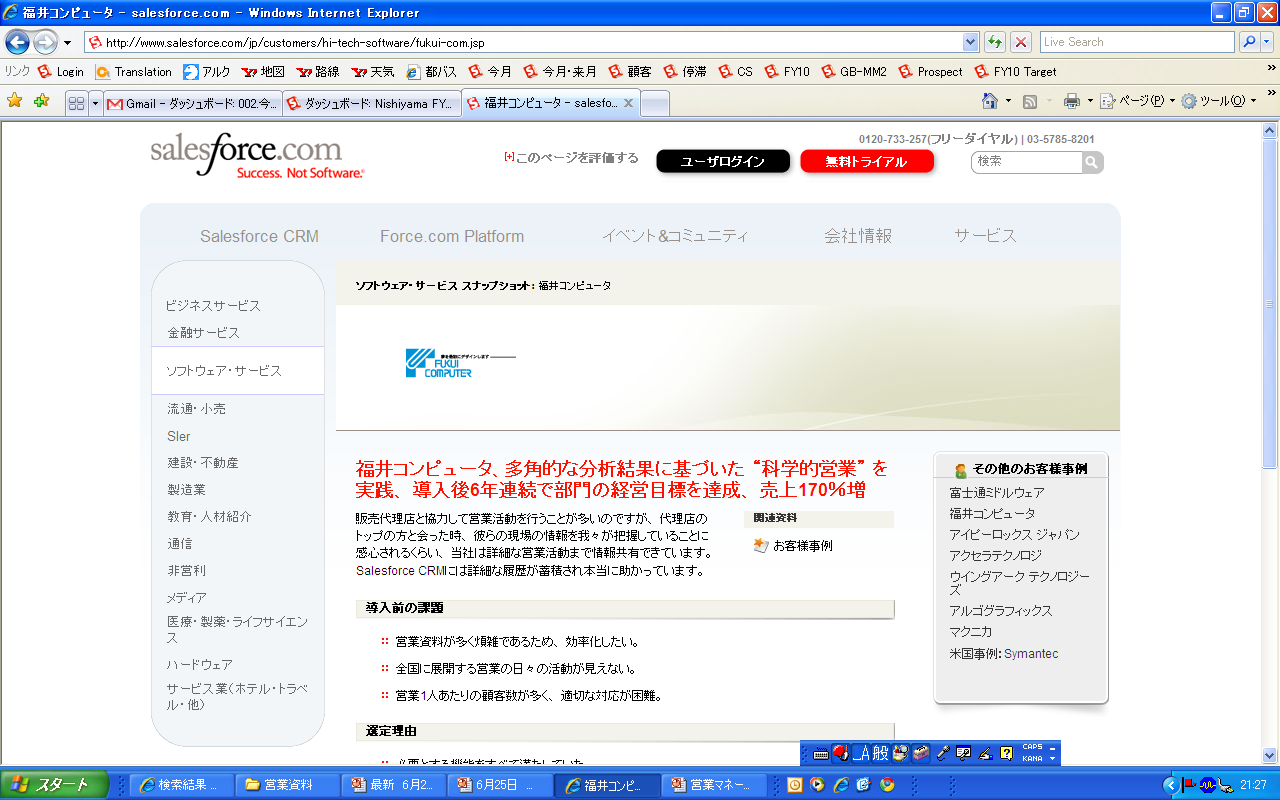 福井コンピュータ - salesforce.com - Windows Internet Explorer
http://www.salesforce.com/jp/customers/hi-tech-software/fukui-com.jsp
Live Search
リンク Login Translation アルク 地図 路線 天気 都バス 今月 今月・来月 顧客 停滞 CS FY10 GB-MM2 Prospect FY10 Target
Gmail - ダッシュボード: 002.今... ダッシュボード: Nishiyama FY... 福井コンピュータ - salesfo... ページ(P) ツール(O)
0120-733-257(フリーダイヤル) | 03-5785-8201
salesforce.com
Success. Not Software.
[+]このページを評価する ユーザログイン 無料トライアル 検索
Salesforce CRM Force.com Platform イベント&コミュニティ 会社情報 サービス
ビジネスサービス
金融サービス
ソフトウェア・サービス
流通・小売
SIer
建設・不動産
製造業
教育・人材紹介
通信
非営利
メディア
医療・製薬・ライフサイエン
ス
ハードウェア
サービス業(ホテル・トラベ
ル・他)
ソフトウェア・サービス スナップショット: 福井コンピュータ
夢を最新にデザインします
FUKUI
COMPUTER
福井コンピュータ、多角的な分析結果に基づいた“科学的営業”を
実践、導入後6年連続で部門の経営目標を達成、売上170%増
販売代理店と協力して営業活動を行うことが多いのですが、代理店の
トップの方と会った時、彼らの現場の情報を我々が把握していることに
感心されるくらい、当社は詳細な営業活動まで情報共有できています。
Salesforce CRMには詳細な履歴が蓄積され本当に助かっています。
関連資料
お客様事例
導入前の課題
営業資料が多く煩雑であるため、効率化したい。
全国に展開する営業の日々の活動が見えない。
営業1人あたりの顧客数が多く、適切な対応が困難。
選定理由
必要とする機能をすべて満たしていた
その他のお客様事例
富士通ミドルウェア
福井コンピュータ
アイピーロックス ジャパン
アクセラテクノロジ
ウイングアーク テクノロジー
ズ
アルゴグラフィックス
マクニカ
米国事例: Symantec
A 般 CAPS
KANA
スタート 検索結果 ... 営業資料 最新 6月2... 6月25日 ... 福井コンピ... 営業マネー... 21:27